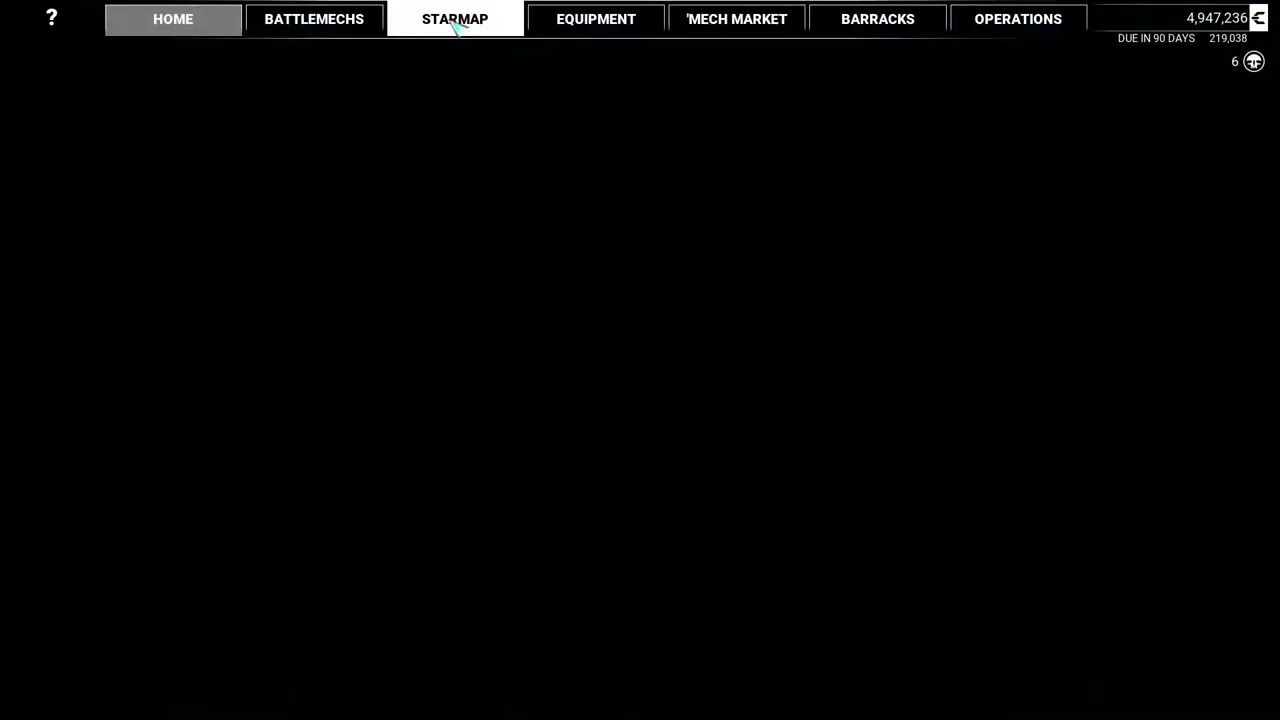 ?
HOME
BATTLEMECHS
STARMAP
EQUIPMENT
'MECH MARKET
BARRACKS
OPERATIONS
4,947,236
DUE IN 90 DAYS 219,038
6